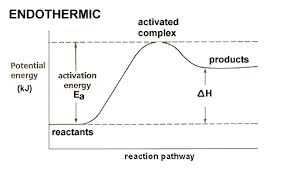 ENDOTHERMIC
activated
complex
Potential
energy
(kJ)
activation
energy
Ea
products
ΔH
reactants
reaction pathway